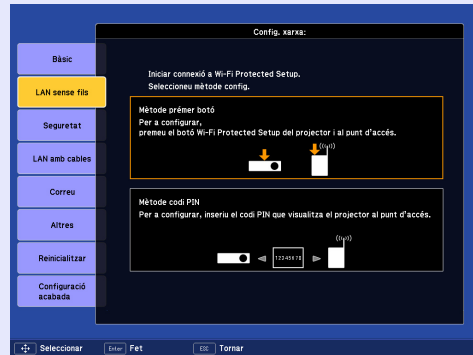 Config. xarxa:
Bàsic
LAN sense fils
Seguretat
LAN amb cables
Correu
Altres
Reinicialitzar
Configuració
acabada
Iniciar connexió a Wi-Fi Protected Setup.
Seleccioneu mètode config.
Mètode prémer botó
Per a configurar,
premeu el botó Wi-Fi Protected Setup del projector i al punt d'accés.
Mètode codi PIN
Per a configurar, inseriu el codi PIN que visualitza el projector al punt d'accés.
12345678
Seleccionar Enter Fet ESC Tornar